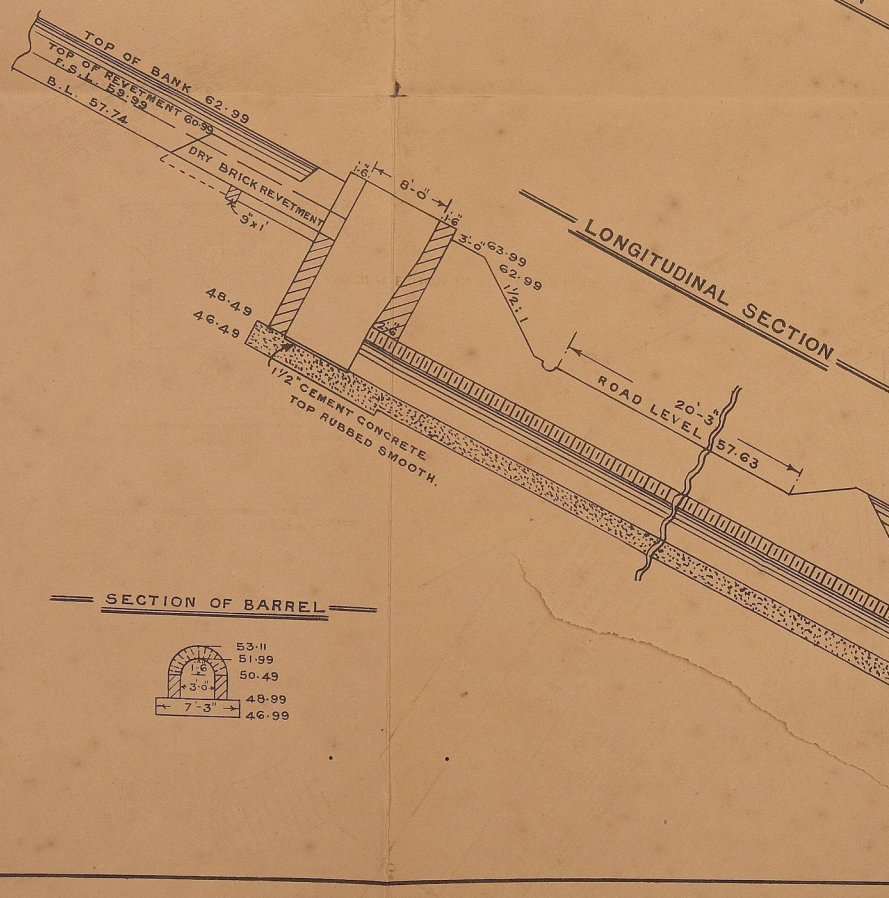 TOP OF BANK 62.99
TOP OF REVETMENT 60.99
F.S.L. 59.99
B.L. 57.74
DRY BRICK REVETMENT
9"x1'
1'.6"
8'-0"
1'.6"
3'-0"
63.99
62.99
1½:1
LONGITUDINAL SECTION
ROAD LEVEL 57.63
20'-3"
48.49
46.49
2'.6"
1½" CEMENT CONCRETE
TOP RUBBED SMOOTH.
SECTION OF BARREL
53.11
51.99
50.49
1'-6"
3'.0"
48.99
7'-3"
46.99